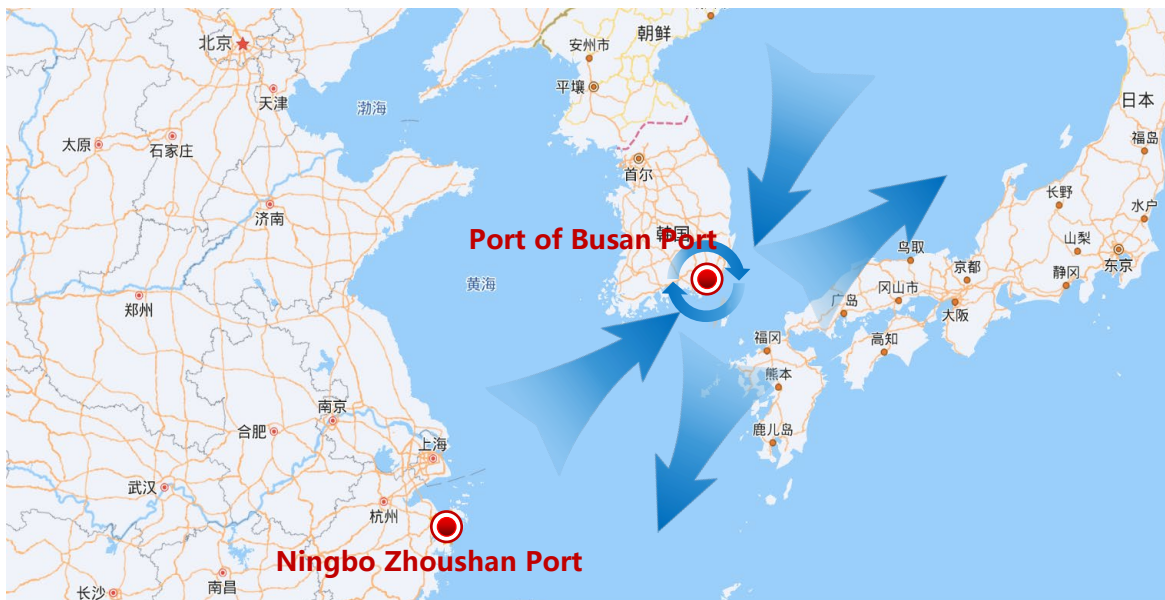 北京
天津
渤海
太原
石家庄
济南
郑州
黄海
南京
合肥
上海
武汉
杭州
南昌
长沙
安州市
朝鲜
平壤
首尔
韩国
Port of Busan Port
Ningbo Zhoushan Port
日本
福岛
长野
水户
山梨
东京
静冈
鸟取
京都
冈山市
广岛
大阪
高知
福冈
熊本
鹿儿岛